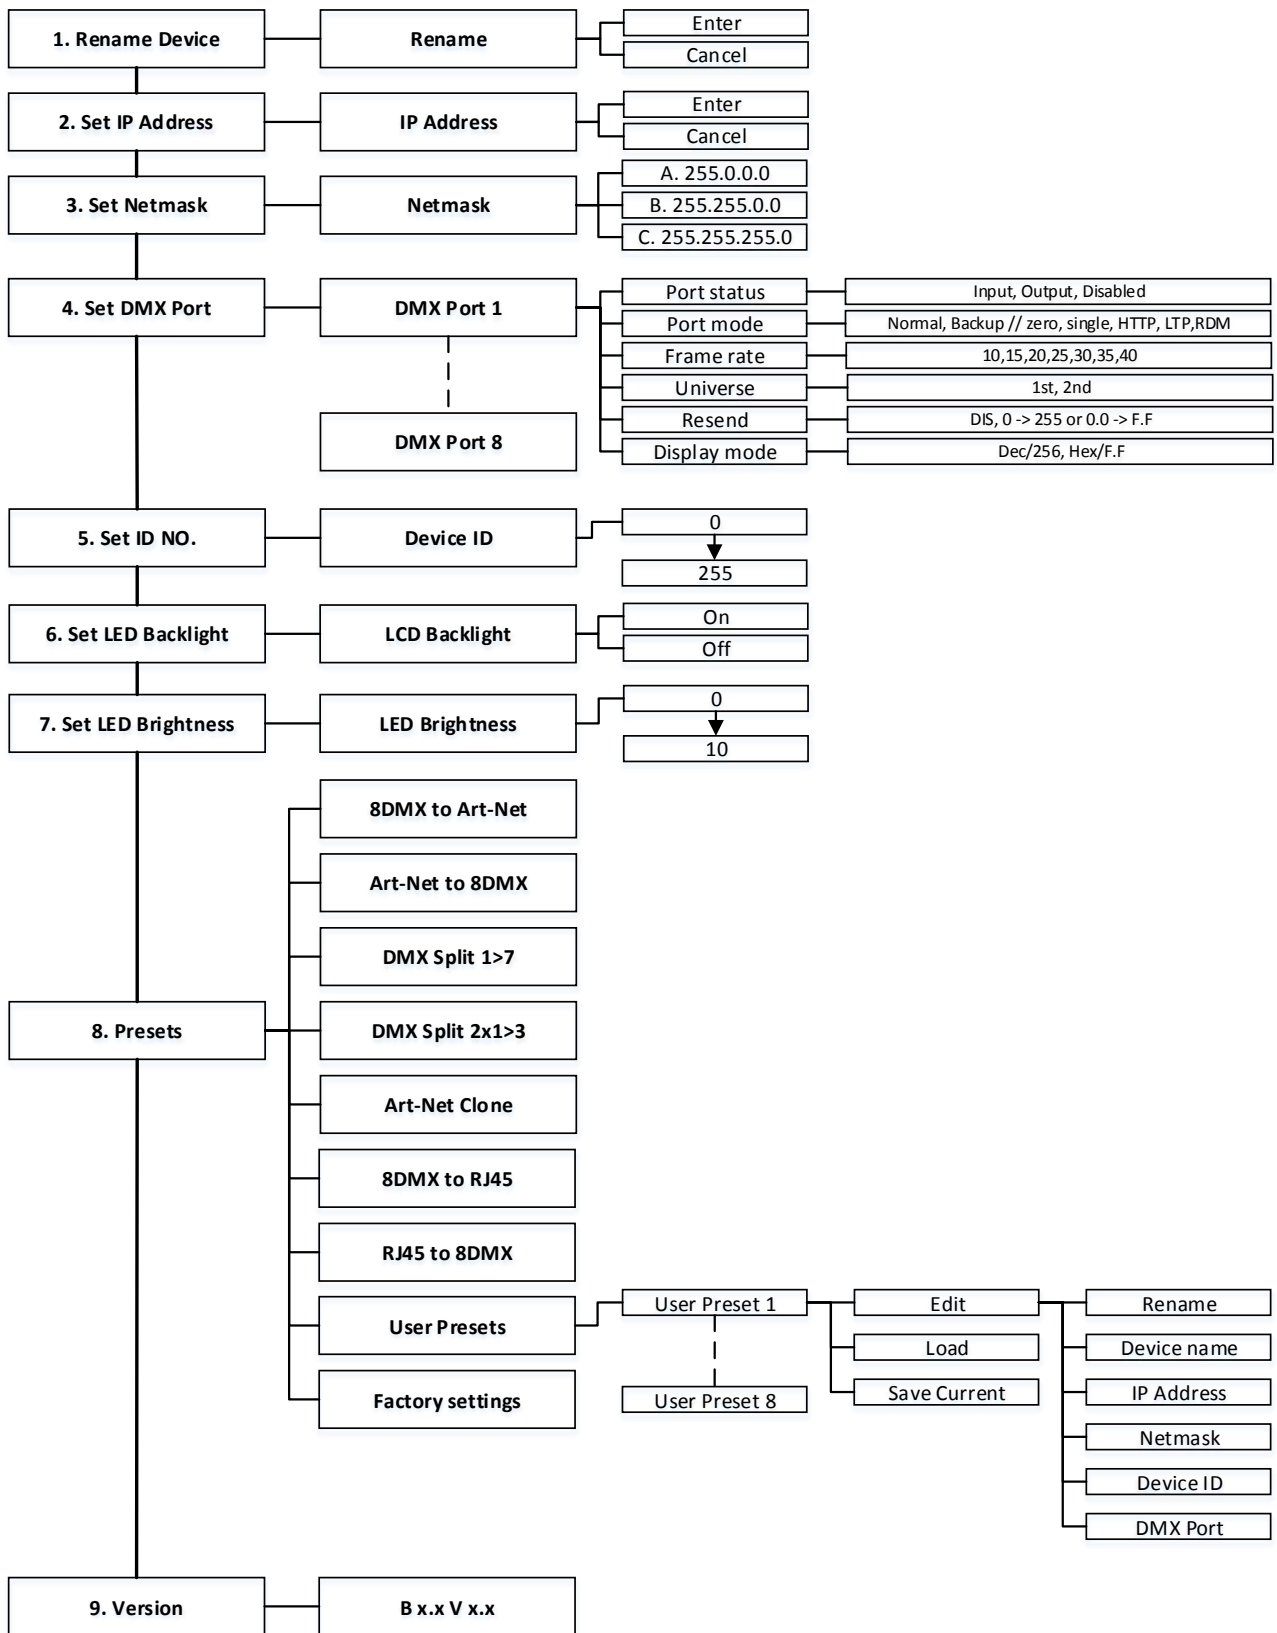 1. Rename Device
Rename
Enter
Cancel
2. Set IP Address
IP Address
Enter
Cancel
3. Set Netmask
Netmask
A. 255.0.0.0
B. 255.255.0.0
C. 255.255.255.0
4. Set DMX Port
DMX Port 1
DMX Port 8
Port status
Input, Output, Disabled
Port mode
Normal, Backup // zero, single, HTTP, LTP,RDM
Frame rate
10,15,20,25,30,35,40
Universe
1st, 2nd
Resend
DIS, 0 -> 255 or 0.0 -> F.F
Display mode
Dec/256, Hex/F.F
5. Set ID NO.
Device ID
0
255
6. Set LED Backlight
LCD Backlight
On
Off
7. Set LED Brightness
LED Brightness
0
10
8. Presets
8DMX to Art-Net
Art-Net to 8DMX
DMX Split 1>7
DMX Split 2x1>3
Art-Net Clone
8DMX to RJ45
RJ45 to 8DMX
User Presets
User Preset 1
User Preset 8
Edit
Load
Save Current
Rename
Device name
IP Address
Netmask
Device ID
DMX Port
Factory settings
9. Version
B x.x V x.x